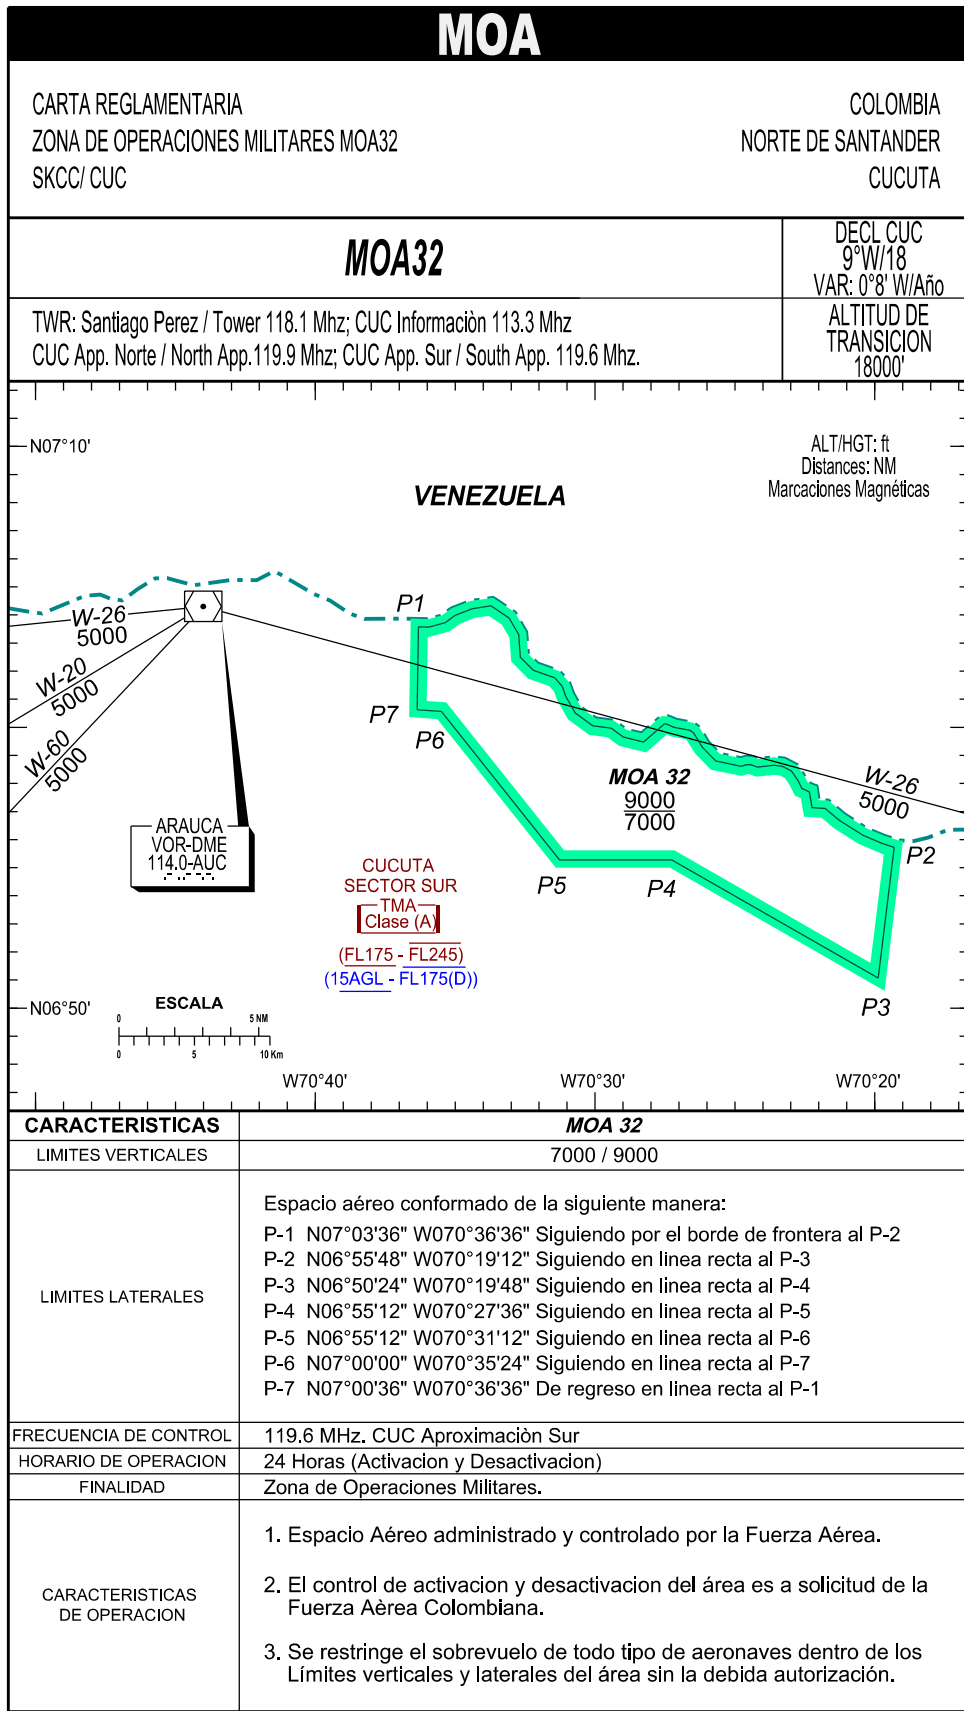 MOA
CARTA REGLAMENTARIA
ZONA DE OPERACIONES MILITARES MOA32
SKCC/ CUC
COLOMBIA
NORTE DE SANTANDER
CUCUTA
MOA32
DECL CUC
9°W/18
VAR: 0°8' W/Año
TWR: Santiago Perez / Tower 118.1 Mhz; CUC Informaciòn 113.3 Mhz
CUC App. Norte / North App.119.9 Mhz; CUC App. Sur / South App. 119.6 Mhz.
ALTITUD DE
TRANSICION
18000'
N07°10'
ALT/HGT: ft
Distances: NM
Marcaciones Magnéticas
VENEZUELA
P1
W-26
5000
W-20
5000
W-60
5000
P7
P6
MOA 32
9000
7000
W-26
5000
P2
ARAUCA
VOR-DME
114.0-AUC
P5
P4
CUCUTA
SECTOR SUR
TMA
Clase (A)
(FL175 - FL245)
(15AGL - FL175(D))
P3
N06°50'
ESCALA
0 5 NM
0 5 10 Km
W70°40'
W70°30'
W70°20'
CARACTERISTICAS
MOA 32
LIMITES VERTICALES
7000 / 9000
LIMITES LATERALES
Espacio aéreo conformado de la siguiente manera:
P-1 N07°03'36" W070°36'36" Siguiendo por el borde de frontera al P-2
P-2 N06°55'48" W070°19'12" Siguiendo en linea recta al P-3
P-3 N06°50'24" W070°19'48" Siguiendo en linea recta al P-4
P-4 N06°55'12" W070°27'36" Siguiendo en linea recta al P-5
P-5 N06°55'12" W070°31'12" Siguiendo en linea recta al P-6
P-6 N07°00'00" W070°35'24" Siguiendo en linea recta al P-7
P-7 N07°00'36" W070°36'36" De regreso en linea recta al P-1
FRECUENCIA DE CONTROL
119.6 MHz. CUC Aproximaciòn Sur
HORARIO DE OPERACION
24 Horas (Activacion y Desactivacion)
FINALIDAD
Zona de Operaciones Militares.
CARACTERISTICAS
DE OPERACION
1. Espacio Aéreo administrado y controlado por la Fuerza Aérea.
2. El control de activacion y desactivacion del área es a solicitud de la
Fuerza Aèrea Colombiana.
3. Se restringe el sobrevuelo de todo tipo de aeronaves dentro de los
Límites verticales y laterales del área sin la debida autorización.